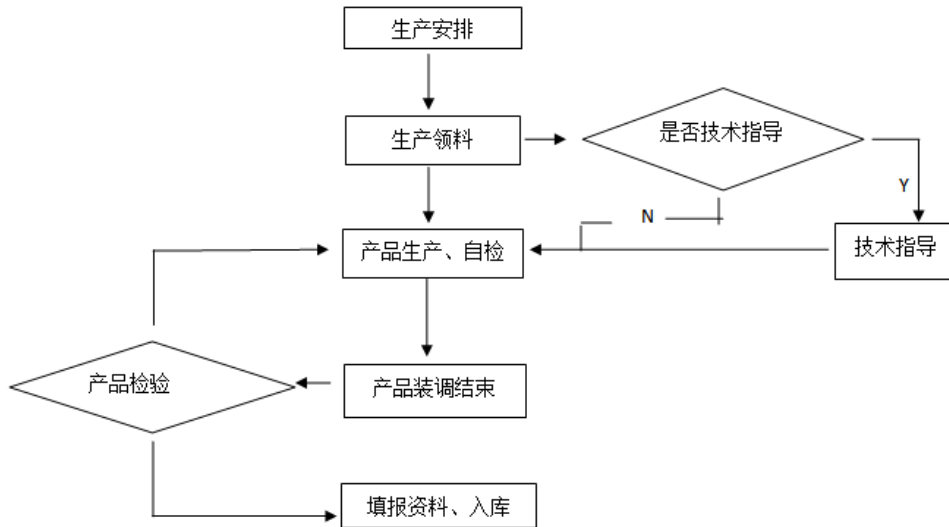 生产安排
生产领料
是否技术指导
Y
N
产品生产、自检
技术指导
产品检验
产品装调结束
填报资料、入库